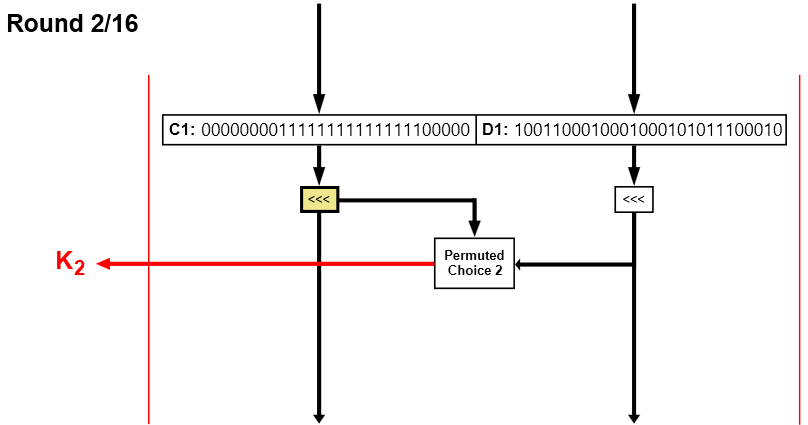 Round 2/16
C1: 0000000011111111111111100000
D1: 1001100010001000101011100010
<<<
<<<
Permuted
Choice 2
K2